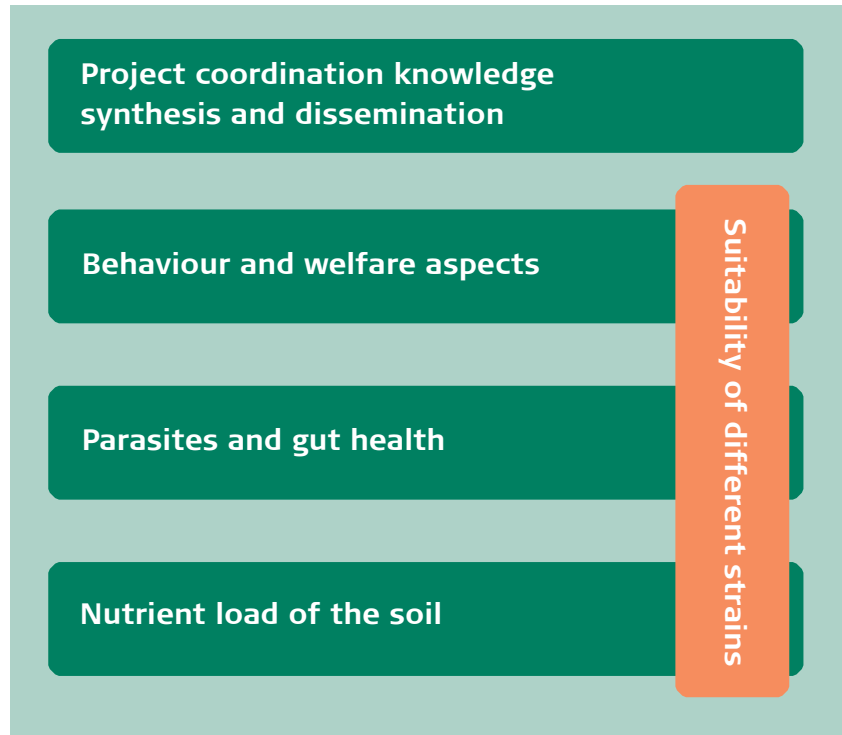 Project coordination knowledge
synthesis and dissemination
Behaviour and welfare aspects
Parasites and gut health
Nutrient load of the soil
Suitability of different strains